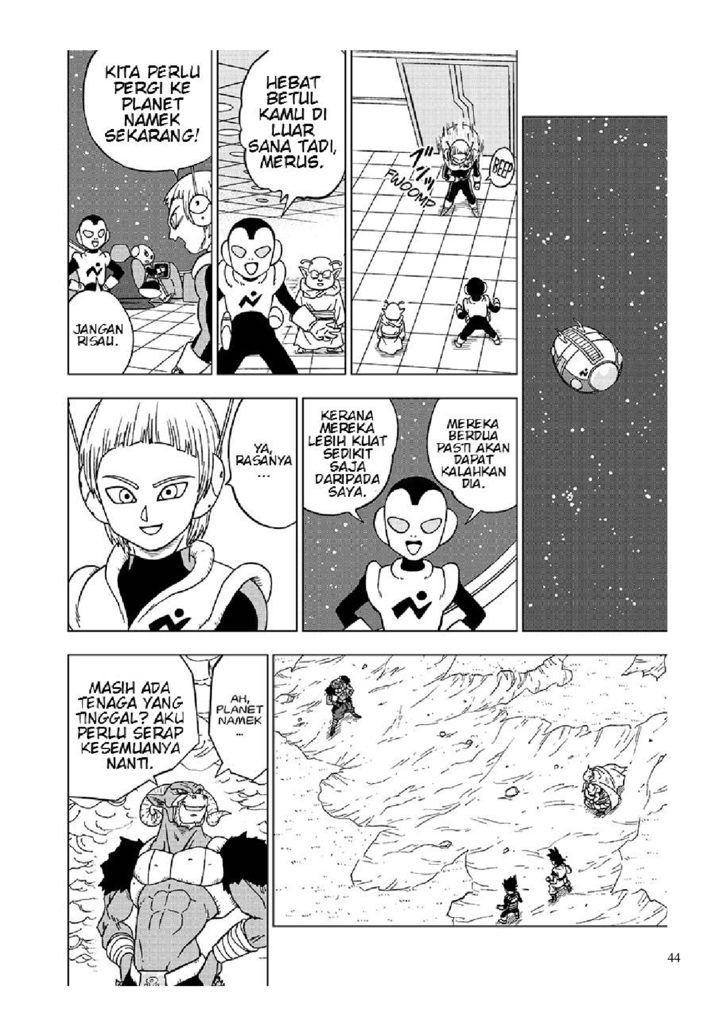 BEEP
FWOOMP
HEBAT
BETUL
KAMU DI
LUAR
SANA TADI,
MERUS.
KITA PERLU
PERGI KE
PLANET
NAMEK
SEKARANG!
JANGAN
RISAU.
MEREKA
BERDUA
PASTI AKAN
DAPAT
KALAHKAN
DIA.
KERANA
MEREKA
LEBIH KUAT
SEDIKIT
SAJA
DARIPADA
SAYA.
YA,
RASANYA
...
AH,
PLANET
NAMEK
...
MASIH ADA
TENAGA YANG
TINGGAL? AKU
PERLU SERAP
KESEMUANYA
NANTI.
44